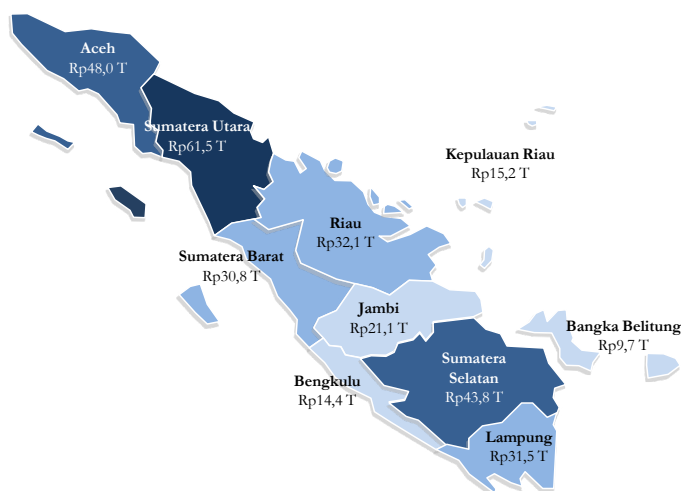 Aceh
Rp48,0 T
Sumatera Utara
Rp61,5 T
Kepulauan Riau
Rp15,2 T
Riau
Rp32,1 T
Sumatera Barat
Rp30,8 T
Jambi
Rp21,1 T
Bangka Belitung
Rp9,7 T
Sumatera
Selatan
Rp43,8 T
Bengkulu
Rp14,4 T
Lampung
Rp31,5 T